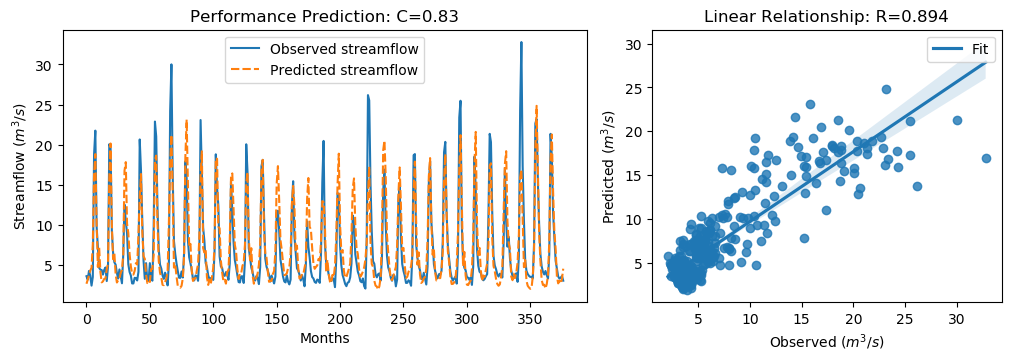 Performance Prediction: C=0.83
Observed streamflow
Predicted streamflow
Streamflow (m³/s)
30
25
20
15
10
5
0 50 100 150 200 250 300 350
Months
Linear Relationship: R=0.894
Fit
Predicted (m³/s)
30
25
20
15
10
5
5 10 15 20 25 30
Observed (m³/s)